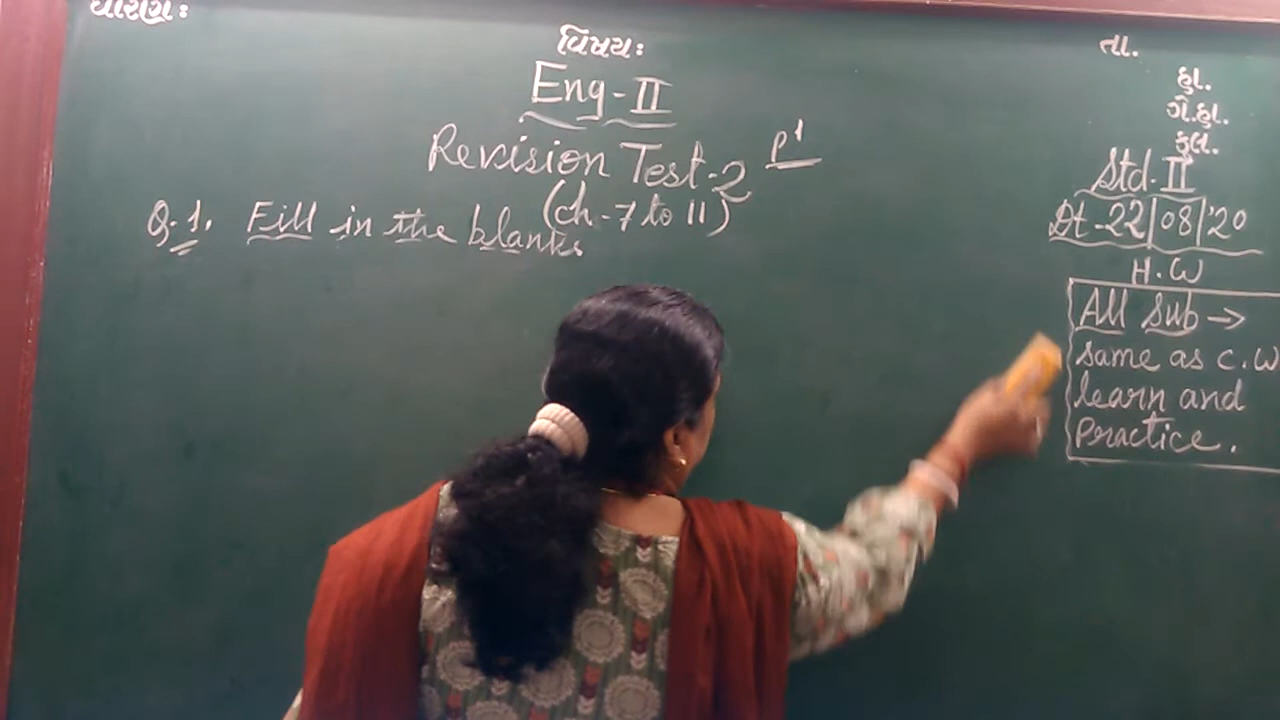 ધોરણ:
વિષય:
તા.
હા.
ગે.હા.
કુલ.
Eng-II
Revision Test-2 P1
(ch-7 to 11)
Q.1. Fill in the blanks
Std-II
Dt-22|08|'20
H.W
All Sub →
same as C.W
learn and
Practice.